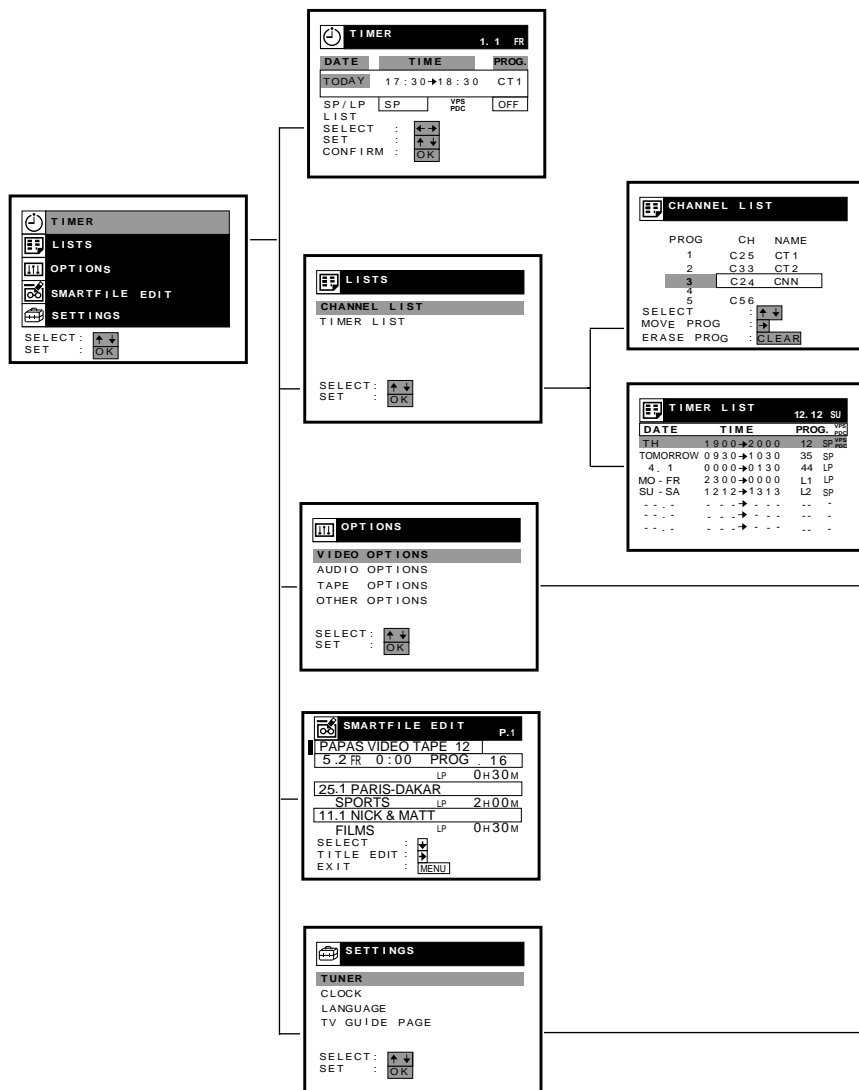 TIMER
1.1 FR
DATE TIME PROG.
TODAY 17:30→18:30 CT1
SP/LP SP VPS PDC OFF
LIST
SELECT : ←→
SET : ↑↓
CONFIRM : OK
TIMER
LISTS
OPTIONS
SMARTFILE EDIT
SETTINGS
SELECT: ↑↓
SET : OK
LISTS
CHANNEL LIST
TIMER LIST
SELECT: ↑↓
SET : OK
CHANNEL LIST
PROG CH NAME
1 C25 CT1
2 C33 CT2
3 C24 CNN
4
5 C56
SELECT : ↑↓
MOVE PROG : →
ERASE PROG : CLEAR
TIMER LIST 12.12 SU
DATE TIME PROG. VPS PDC
TH 1900→2000 12 SP VPS PDC
TOMORROW 0930→1030 35 SP
4. 1 0000→0130 44 LP
MO-FR 2300→0000 L1 LP
SU-SA 1212→1313 L2 SP
--.- ---→--- -- -
--.- ---→--- -- -
--.- ---→--- -- -
OPTIONS
VIDEO OPTIONS
AUDIO OPTIONS
TAPE OPTIONS
OTHER OPTIONS
SELECT: ↑↓
SET : OK
SMARTFILE EDIT P.1
PAPAS VIDEO TAPE 12
5.2 FR 0:00 PROG . 16
LP 0H30M
25.1 PARIS-DAKAR
SPORTS LP 2H00M
11.1 NICK & MATT
FILMS LP 0H30M
SELECT : ↓
TITLE EDIT : →
EXIT : MENU
SETTINGS
TUNER
CLOCK
LANGUAGE
TV GUIDE PAGE
SELECT: ↑↓
SET : OK